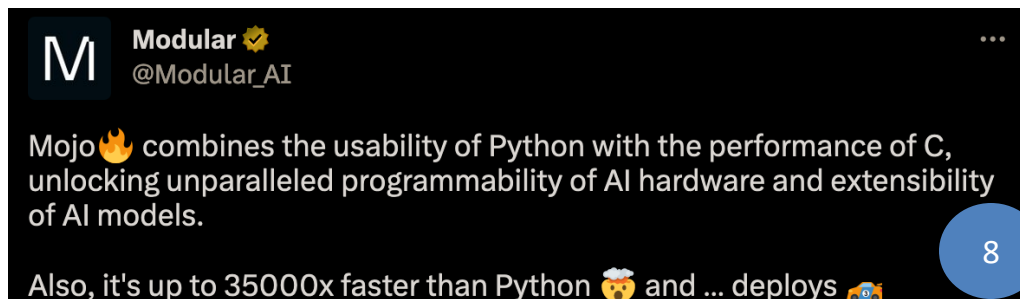 Modular
@Modular_AI
Mojo🔥 combines the usability of Python with the performance of C,
unlocking unparalleled programmability of AI hardware and extensibility
of AI models.
Also, it's up to 35000x faster than Python 🤯 and ... deploys 🏎️
8